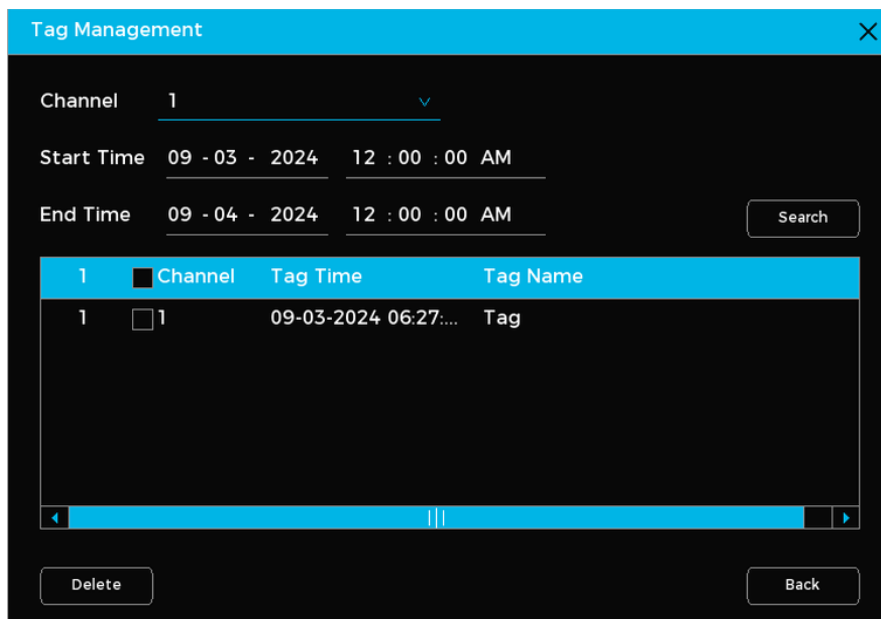 Tag Management
Channel 1
Start Time 09 - 03 - 2024 12 : 00 : 00 AM
End Time 09 - 04 - 2024 12 : 00 : 00 AM
Search
1 Channel Tag Time Tag Name
1 1 09-03-2024 06:27:... Tag
Delete Back